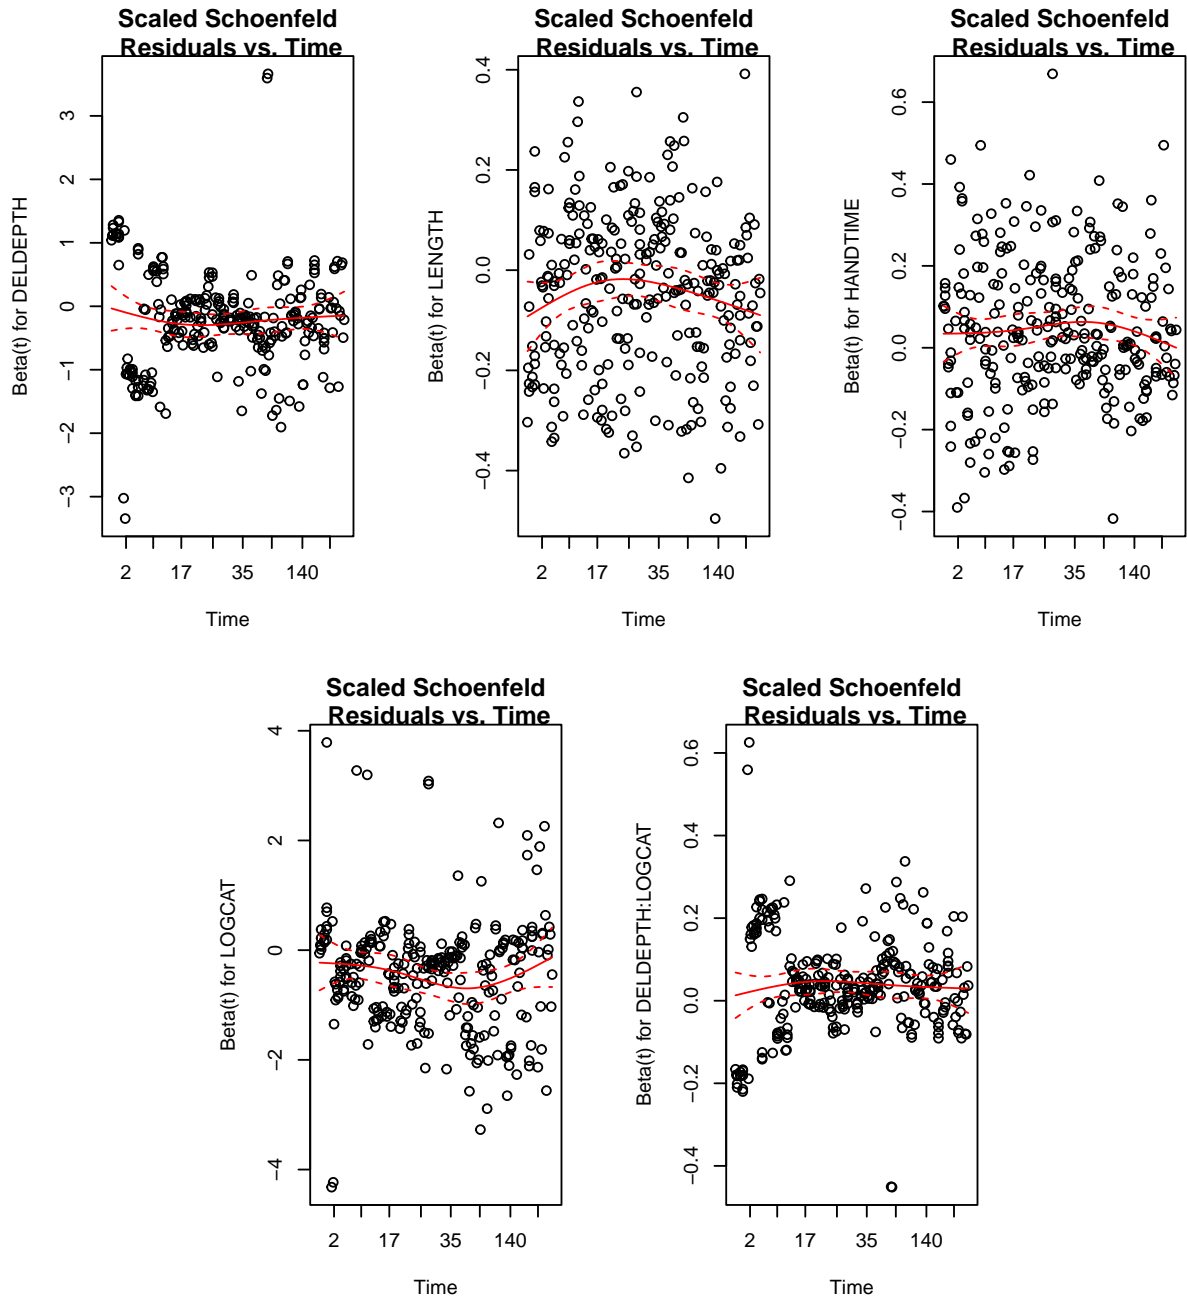 Scaled Schoenfeld
Residuals vs. Time
Beta(t) for DELDEPTH
3
2
1
0
−1
−2
−3
2
17
35
140
Time
Scaled Schoenfeld
Residuals vs. Time
Beta(t) for LENGTH
0.4
0.2
0.0
−0.2
−0.4
2
17
35
140
Time
Scaled Schoenfeld
Residuals vs. Time
Beta(t) for HANDTIME
0.6
0.4
0.2
0.0
−0.2
−0.4
2
17
35
140
Time
Scaled Schoenfeld
Residuals vs. Time
Beta(t) for LOGCAT
4
2
0
−2
−4
2
17
35
140
Time
Scaled Schoenfeld
Residuals vs. Time
Beta(t) for DELDEPTH:LOGCAT
0.6
0.4
0.2
0.0
−0.2
−0.4
2
17
35
140
Time